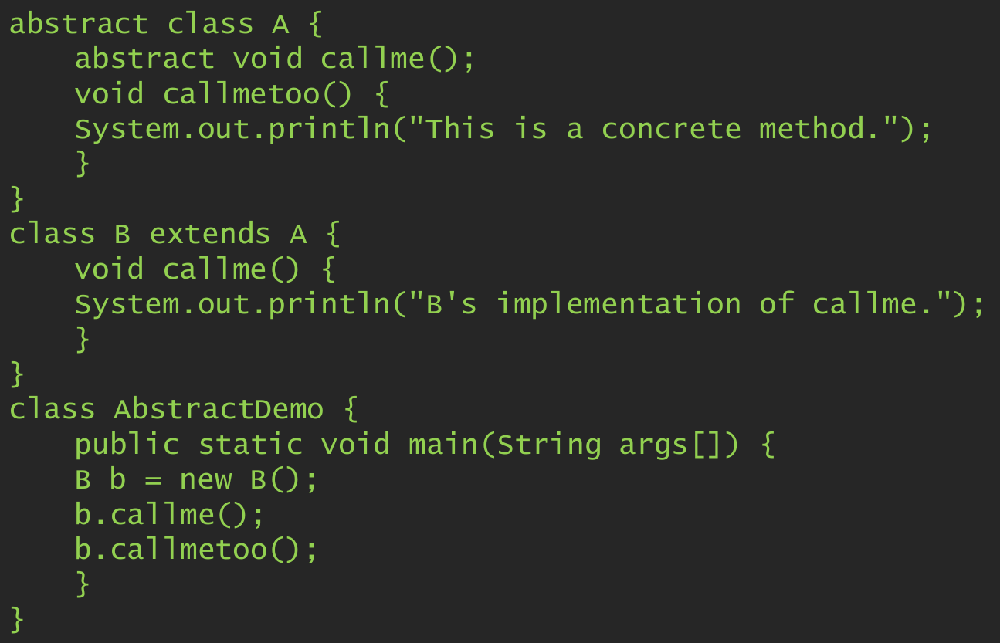 abstract class A {
    abstract void callme();
    void callmetoo() {
    System.out.println("This is a concrete method.");
    }
}
class B extends A {
    void callme() {
    System.out.println("B's implementation of callme.");
    }
}
class AbstractDemo {
    public static void main(String args[]) {
    B b = new B();
    b.callme();
    b.callmetoo();
    }
}